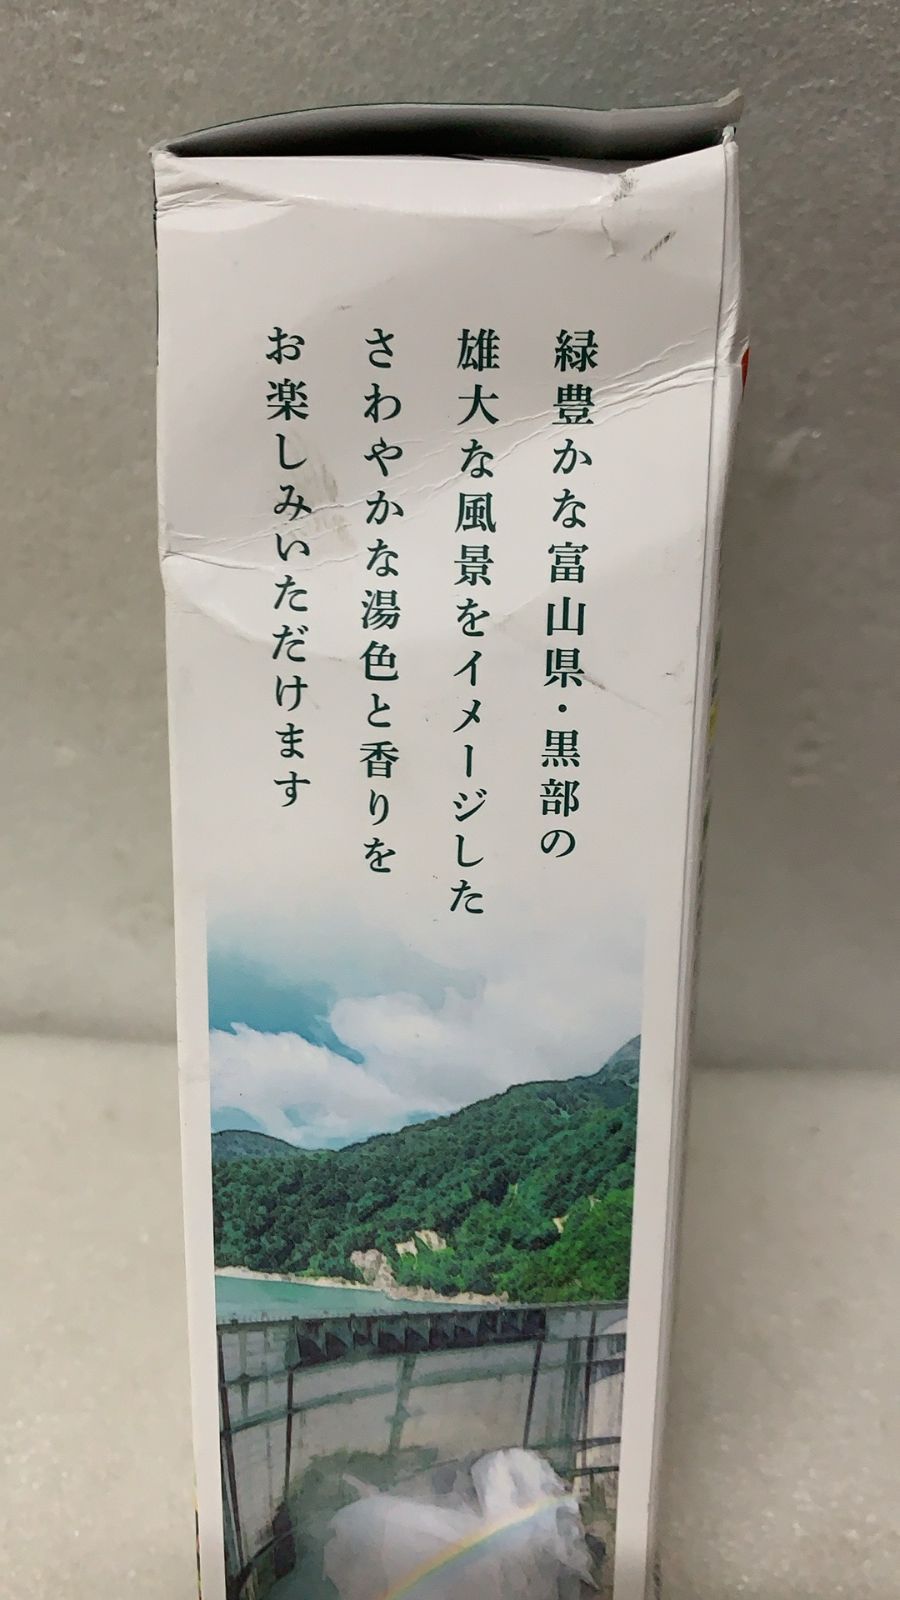 緑豊かな富山県・黒部の
雄大な風景をイメージした
さわやかな湯色と香りを
お楽しみいただけます